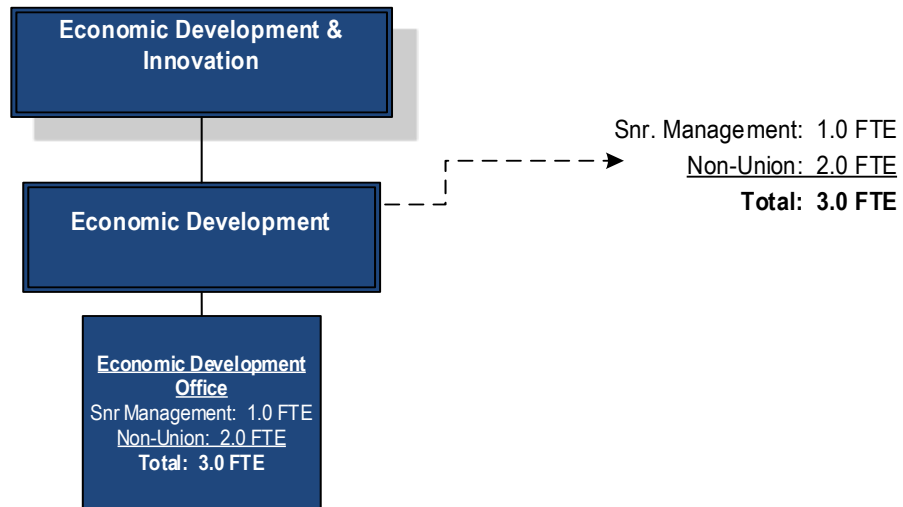 Economic Development &
Innovation
Snr. Management: 1.0 FTE
Non-Union: 2.0 FTE
Total: 3.0 FTE
Economic Development
Economic Development
Office
Snr Management: 1.0 FTE
Non-Union: 2.0 FTE
Total: 3.0 FTE